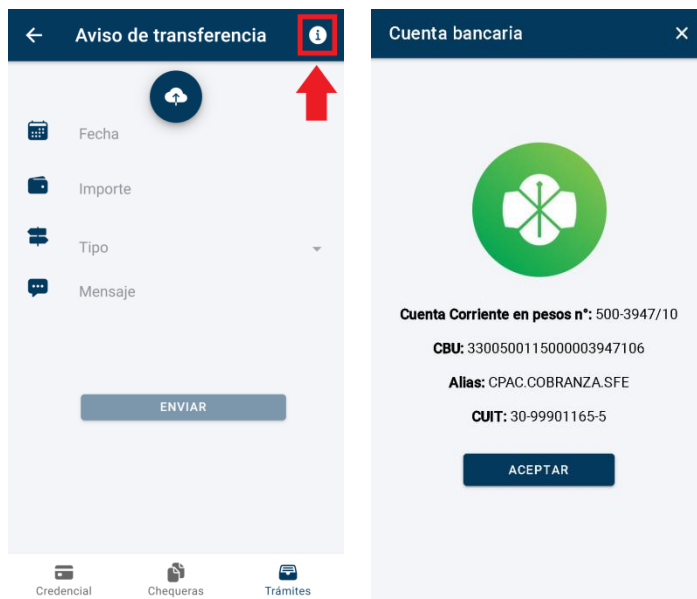 Aviso de transferencia
Fecha
Importe
Tipo
Mensaje
ENVIAR
Credencial
Chequeras
Trámites
Cuenta bancaria
Cuenta Corriente en pesos n°: 500-3947/10
CBU: 3300500115000003947106
Alias: CPAC.COBRANZA.SFE
CUIT: 30-99901165-5
ACEPTAR